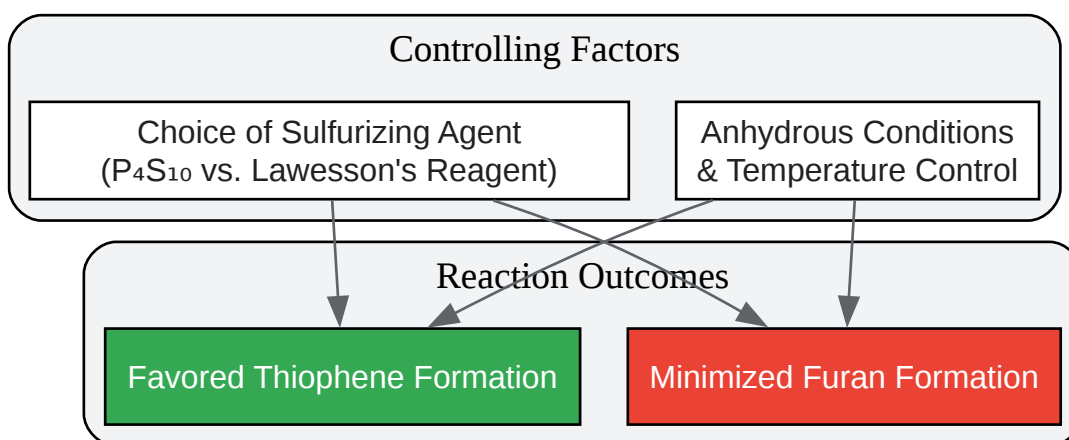 Controlling Factors
Choice of Sulfurizing Agent
(P₄S₁₀ vs. Lawesson's Reagent)
Anhydrous Conditions
& Temperature Control
Reaction Outcomes
Favored Thiophene Formation
Minimized Furan Formation